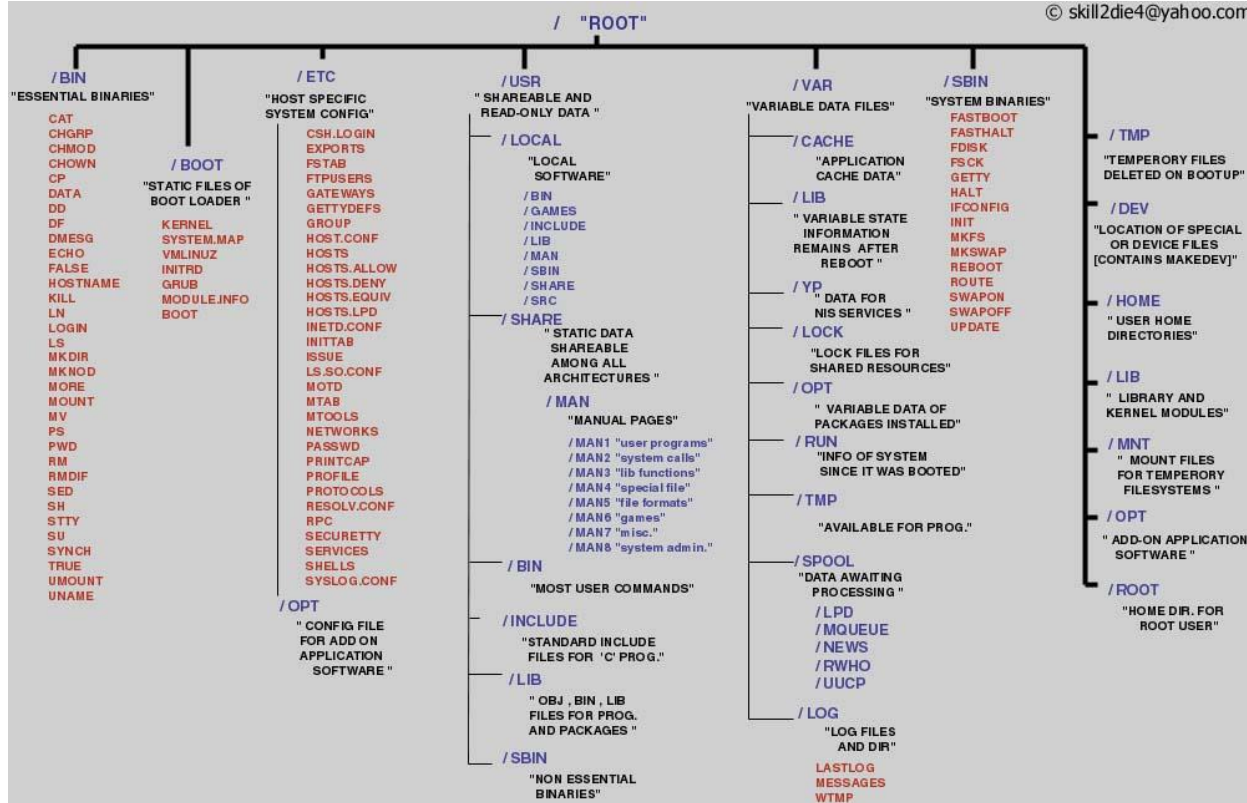 © skill2die4@yahoo.com
/ "ROOT"
/ BIN
"ESSENTIAL BINARIES"
CAT
CHGRP
CHMOD
CHOWN
CP
DATA
DD
DF
DMESG
ECHO
FALSE
HOSTNAME
KILL
LN
LOGIN
LS
MKDIR
MKNOD
MORE
MOUNT
MV
PS
PWD
RM
RMDIF
SED
SH
STTY
SU
SYNCH
TRUE
UMOUNT
UNAME
/ BOOT
"STATIC FILES OF
BOOT LOADER "
KERNEL
SYSTEM.MAP
VMLINUZ
INITRD
GRUB
MODULE.INFO
BOOT
/ ETC
"HOST SPECIFIC
SYSTEM CONFIG"
CSH.LOGIN
EXPORTS
FSTAB
FTPUSERS
GATEWAYS
GETTYDEFS
GROUP
HOST.CONF
HOSTS
HOSTS.ALLOW
HOSTS.DENY
HOSTS.EQUIV
HOSTS.LPD
INETD.CONF
INITTAB
ISSUE
LS.SO.CONF
MOTD
MTAB
MTOOLS
NETWORKS
PASSWD
PRINTCAP
PROFILE
PROTOCOLS
RESOLV.CONF
RPC
SECURETTY
SERVICES
SHELLS
SYSLOG.CONF
/ OPT
" CONFIG FILE
FOR ADD ON
APPLICATION
SOFTWARE "
/ USR
" SHAREABLE AND
READ-ONLY DATA "
/ LOCAL
"LOCAL
SOFTWARE"
/ BIN
/ GAMES
/ INCLUDE
/ LIB
/ MAN
/ SBIN
/ SHARE
/ SRC
/ SHARE
" STATIC DATA
SHAREABLE
AMONG ALL
ARCHITECTURES "
/ MAN
"MANUAL PAGES"
/ MAN1 "user programs"
/ MAN2 "system calls"
/ MAN3 "lib functions"
/ MAN4 "special file"
/ MAN5 "file formats"
/ MAN6 "games"
/ MAN7 "misc."
/ MAN8 "system admin."
/ BIN
"MOST USER COMMANDS"
/ INCLUDE
"STANDARD INCLUDE
FILES FOR 'C' PROG."
/ LIB
" OBJ , BIN , LIB
FILES FOR PROG.
AND PACKAGES "
/ SBIN
"NON ESSENTIAL
BINARIES"
/ VAR
"VARIABLE DATA FILES"
/ CACHE
"APPLICATION
CACHE DATA"
/ LIB
" VARIABLE STATE
INFORMATION
REMAINS AFTER
REBOOT "
/ YP
" DATA FOR
NIS SERVICES "
/ LOCK
"LOCK FILES FOR
SHARED RESOURCES"
/ OPT
" VARIABLE DATA OF
PACKAGES INSTALLED"
/ RUN
"INFO OF SYSTEM
SINCE IT WAS BOOTED"
/ TMP
"AVAILABLE FOR PROG."
/ SPOOL
"DATA AWAITING
PROCESSING "
/ LPD
/ MQUEUE
/ NEWS
/ RWHO
/ UUCP
/ LOG
"LOG FILES
AND DIR"
LASTLOG
MESSAGES
WTMP
/ SBIN
"SYSTEM BINARIES"
FASTBOOT
FASTHALT
FDISK
FSCK
GETTY
HALT
IFCONFIG
INIT
MKFS
MKSWAP
REBOOT
ROUTE
SWAPON
SWAPOFF
UPDATE
/ TMP
"TEMPERORY FILES
DELETED ON BOOTUP"
/ DEV
"LOCATION OF SPECIAL
OR DEVICE FILES
[CONTAINS MAKEDEV]"
/ HOME
" USER HOME
DIRECTORIES"
/ LIB
" LIBRARY AND
KERNEL MODULES"
/ MNT
" MOUNT FILES
FOR TEMPERORY
FILESYSTEMS "
/ OPT
" ADD-ON APPLICATION
SOFTWARE "
/ ROOT
"HOME DIR. FOR
ROOT USER"